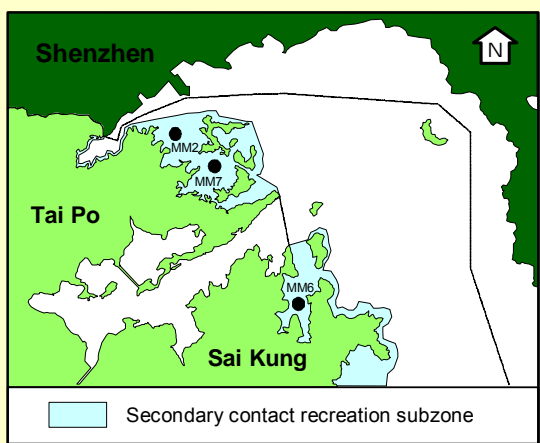 Shenzhen
N
MM2
MM7
Tai Po
MM6
Sai Kung
Secondary contact recreation subzone